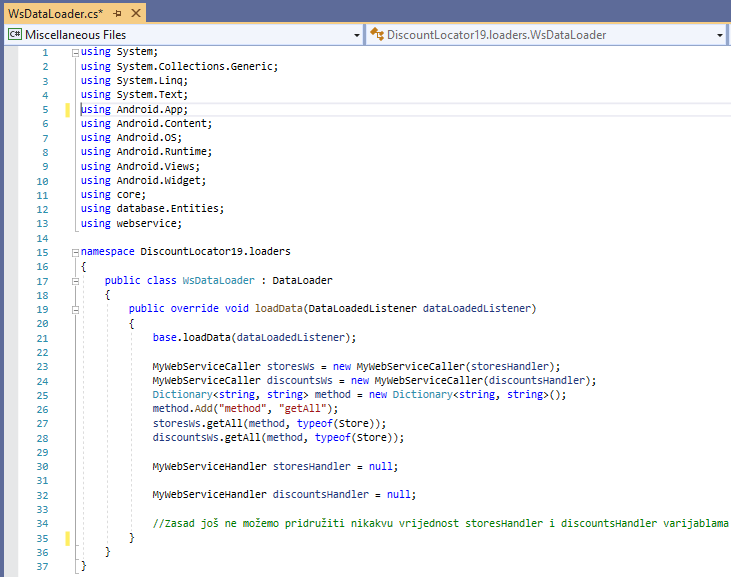 WsDataLoader.cs*
C# Miscellaneous Files DiscountLocator19.loaders.WsDataLoader
1 using System;
2 using System.Collections.Generic;
3 using System.Linq;
4 using System.Text;
5 using Android.App;
6 using Android.Content;
7 using Android.OS;
8 using Android.Runtime;
9 using Android.Views;
10 using Android.Widget;
11 using core;
12 using database.Entities;
13 using webservice;
14
15 namespace DiscountLocator19.loaders
16 {
17 public class WsDataLoader : DataLoader
18 {
19 public override void loadData(DataLoadedListener dataLoadedListener)
20 {
21 base.loadData(dataLoadedListener);
22
23 MyWebServiceCaller storesWs = new MyWebServiceCaller(storesHandler);
24 MyWebServiceCaller discountsWs = new MyWebServiceCaller(discountsHandler);
25 Dictionary<string, string> method = new Dictionary<string, string>();
26 method.Add("method", "getAll");
27 storesWs.getAll(method, typeof(Store));
28 discountsWs.getAll(method, typeof(Store));
29
30 MyWebServiceHandler storesHandler = null;
31
32 MyWebServiceHandler discountsHandler = null;
33
34 //Zasad još ne možemo pridružiti nikakvu vrijednost storesHandler i discountsHandler varijablama
35 }
36 }
37 }